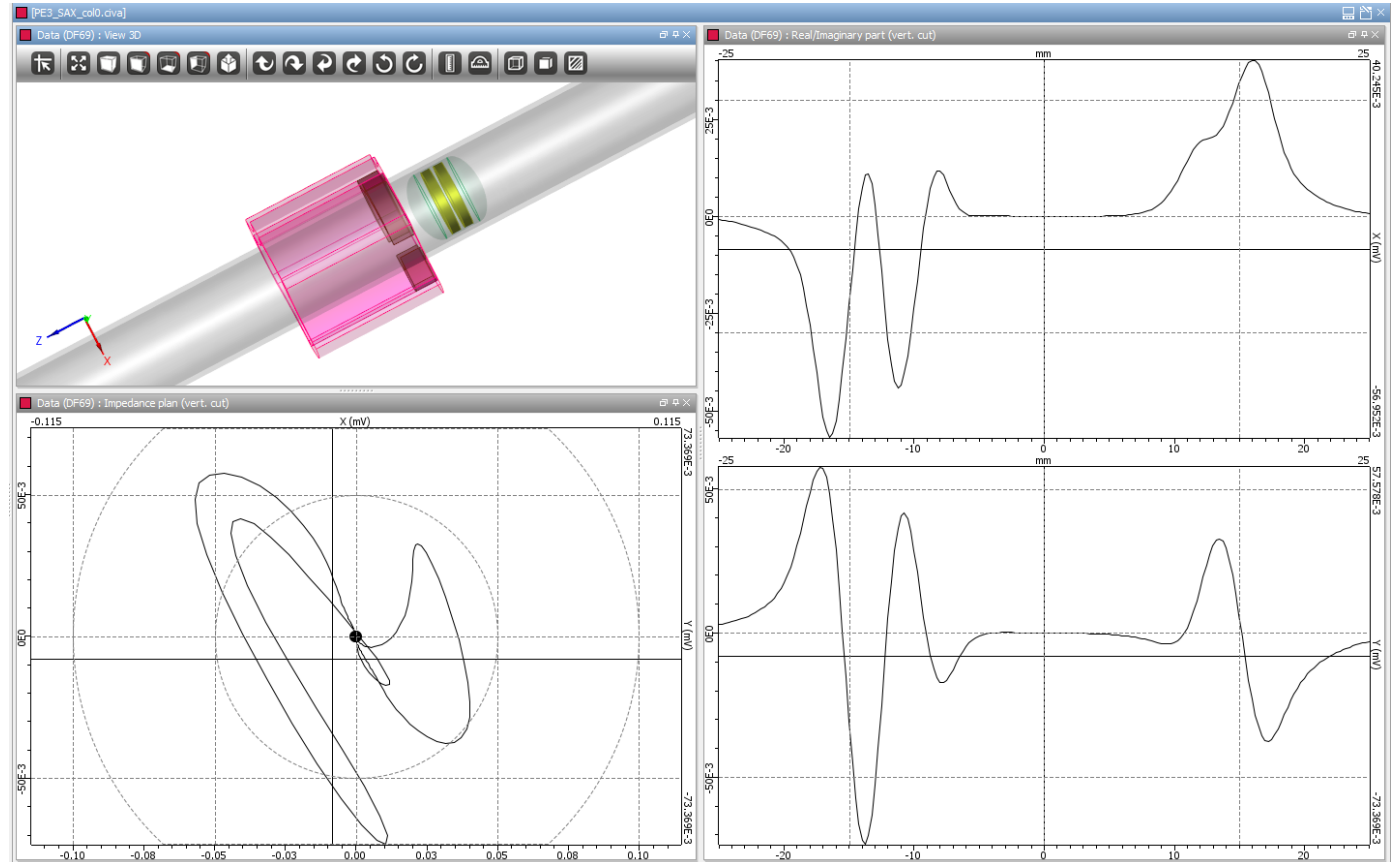 [PE3_SAX_col0.civa]
Data (DF69) : View 3D
Z
X
Data (DF69) : Impedance plan (vert. cut)
-0.115
X (mV)
0.115
73.369E-3
50E-3
0E0
Y (mV)
-50E-3
-73.369E-3
-0.10
-0.08
-0.05
-0.03
0.00
0.03
0.05
0.08
0.10
Data (DF69) : Real/Imaginary part (vert. cut)
-25
mm
25
40.245E-3
25E-3
0E0
X (mV)
-25E-3
-50E-3
-56.952E-3
-20
-10
0
10
20
-25
mm
25
57.578E-3
50E-3
0E0
Y (mV)
-50E-3
-73.369E-3
-20
-10
0
10
20